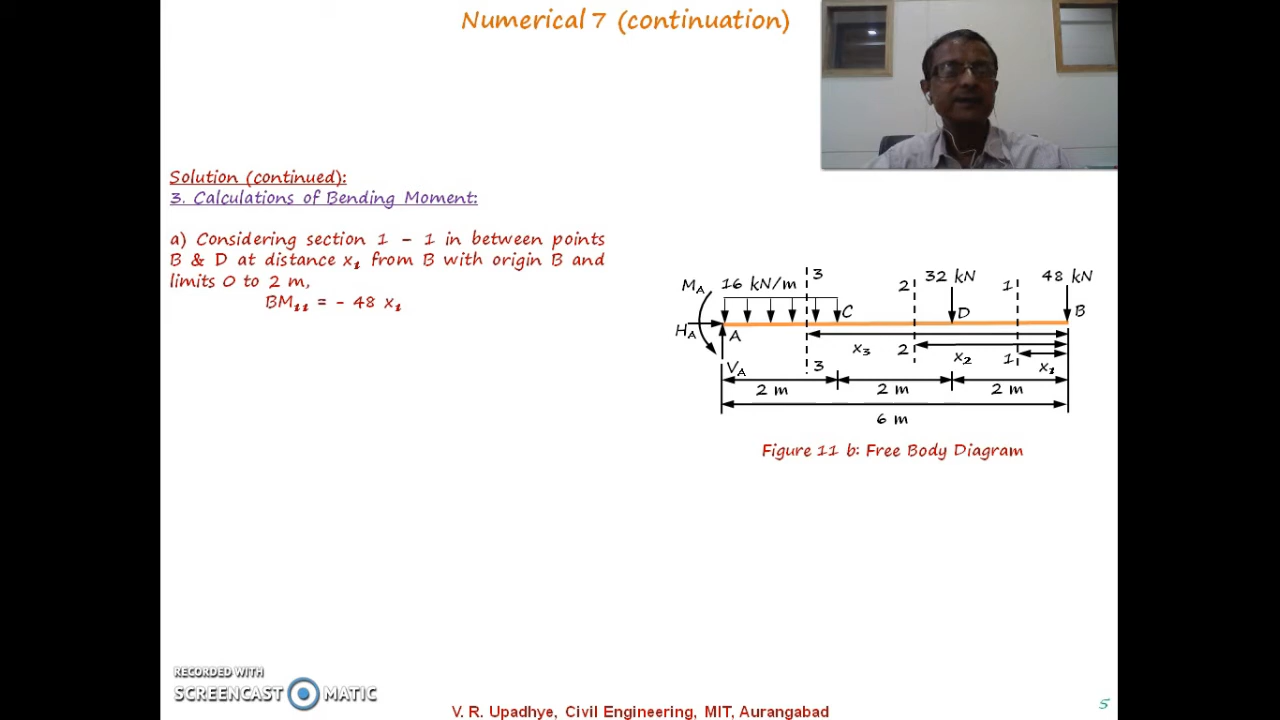 Numerical 7 (continuation)
Solution (continued):
3. Calculations of Bending Moment:
a) Considering section 1 - 1 in between points
B & D at distance x₁ from B with origin B and
limits 0 to 2 m,
BM₁₁ = - 48 x₁
3 32 kN 48 kN
M_A 16 kN/m 2 1
C D B
H_A A
x₃ 2 x₂ 1 x₁
V_A 3
2 m 2 m 2 m
6 m
Figure 11 b: Free Body Diagram
RECORDED WITH
SCREENCAST MATIC
V. R. Upadhye, Civil Engineering, MIT, Aurangabad
5